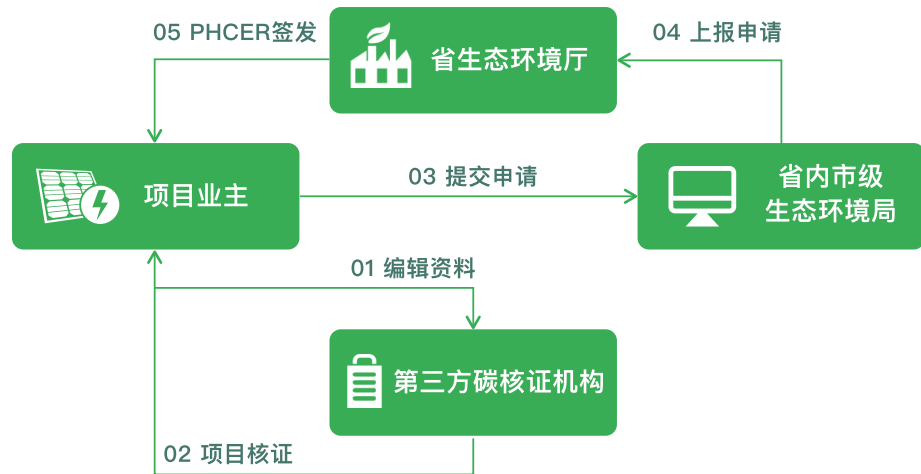 05 PHCER签发
04 上报申请
省生态环境厅
项目业主
03 提交申请
省内市级
生态环境局
01 编辑资料
第三方碳核证机构
02 项目核证